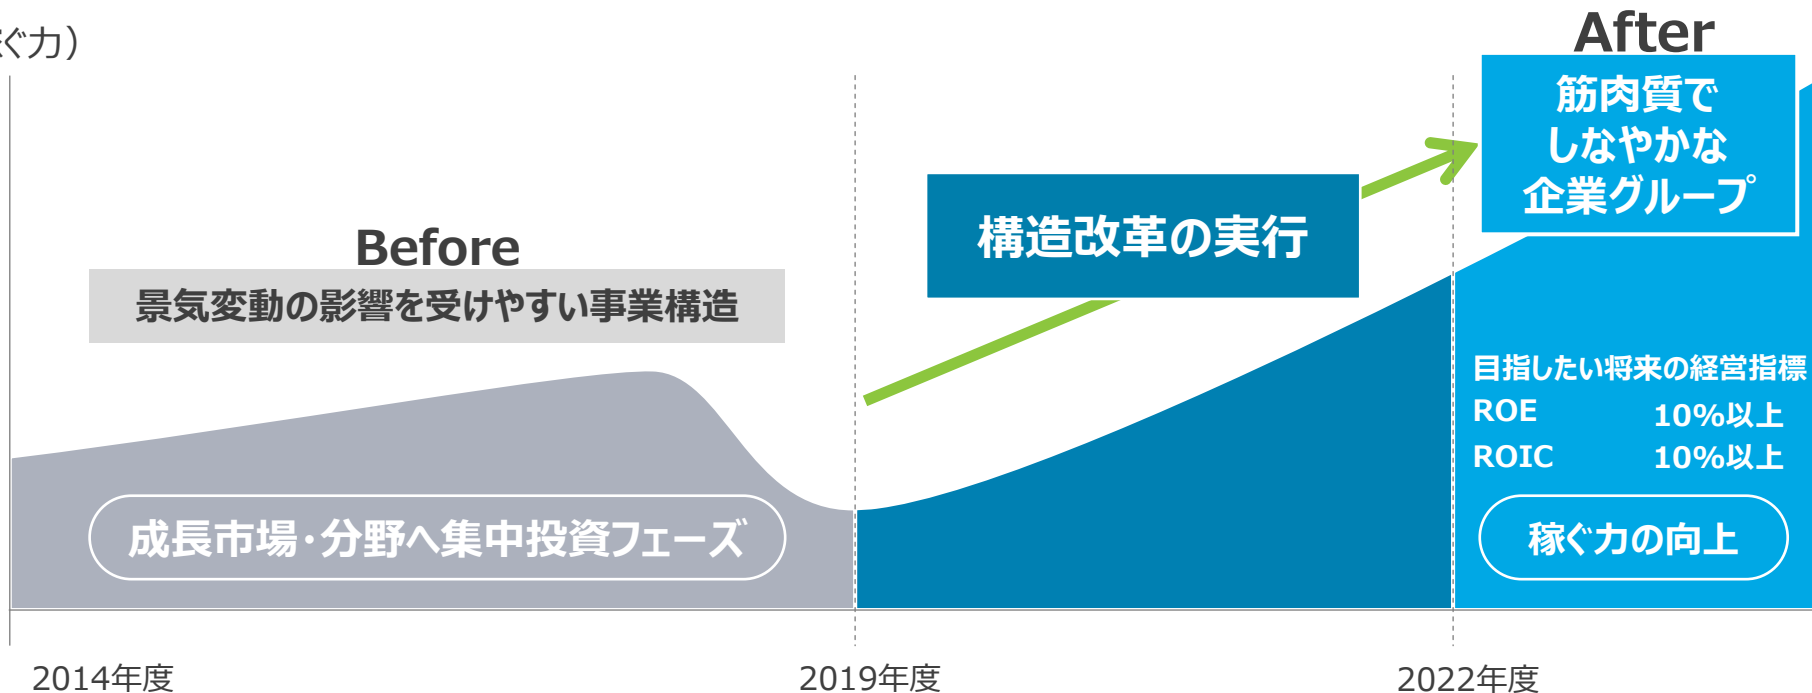 ぐ力）
After
筋肉質で
しなやかな
企業グループ
構造改革の実行
Before
景気変動の影響を受けやすい事業構造
目指したい将来の経営指標
ROE 10%以上
ROIC 10%以上
成長市場・分野へ集中投資フェーズ
稼ぐ力の向上
2014年度
2019年度
2022年度